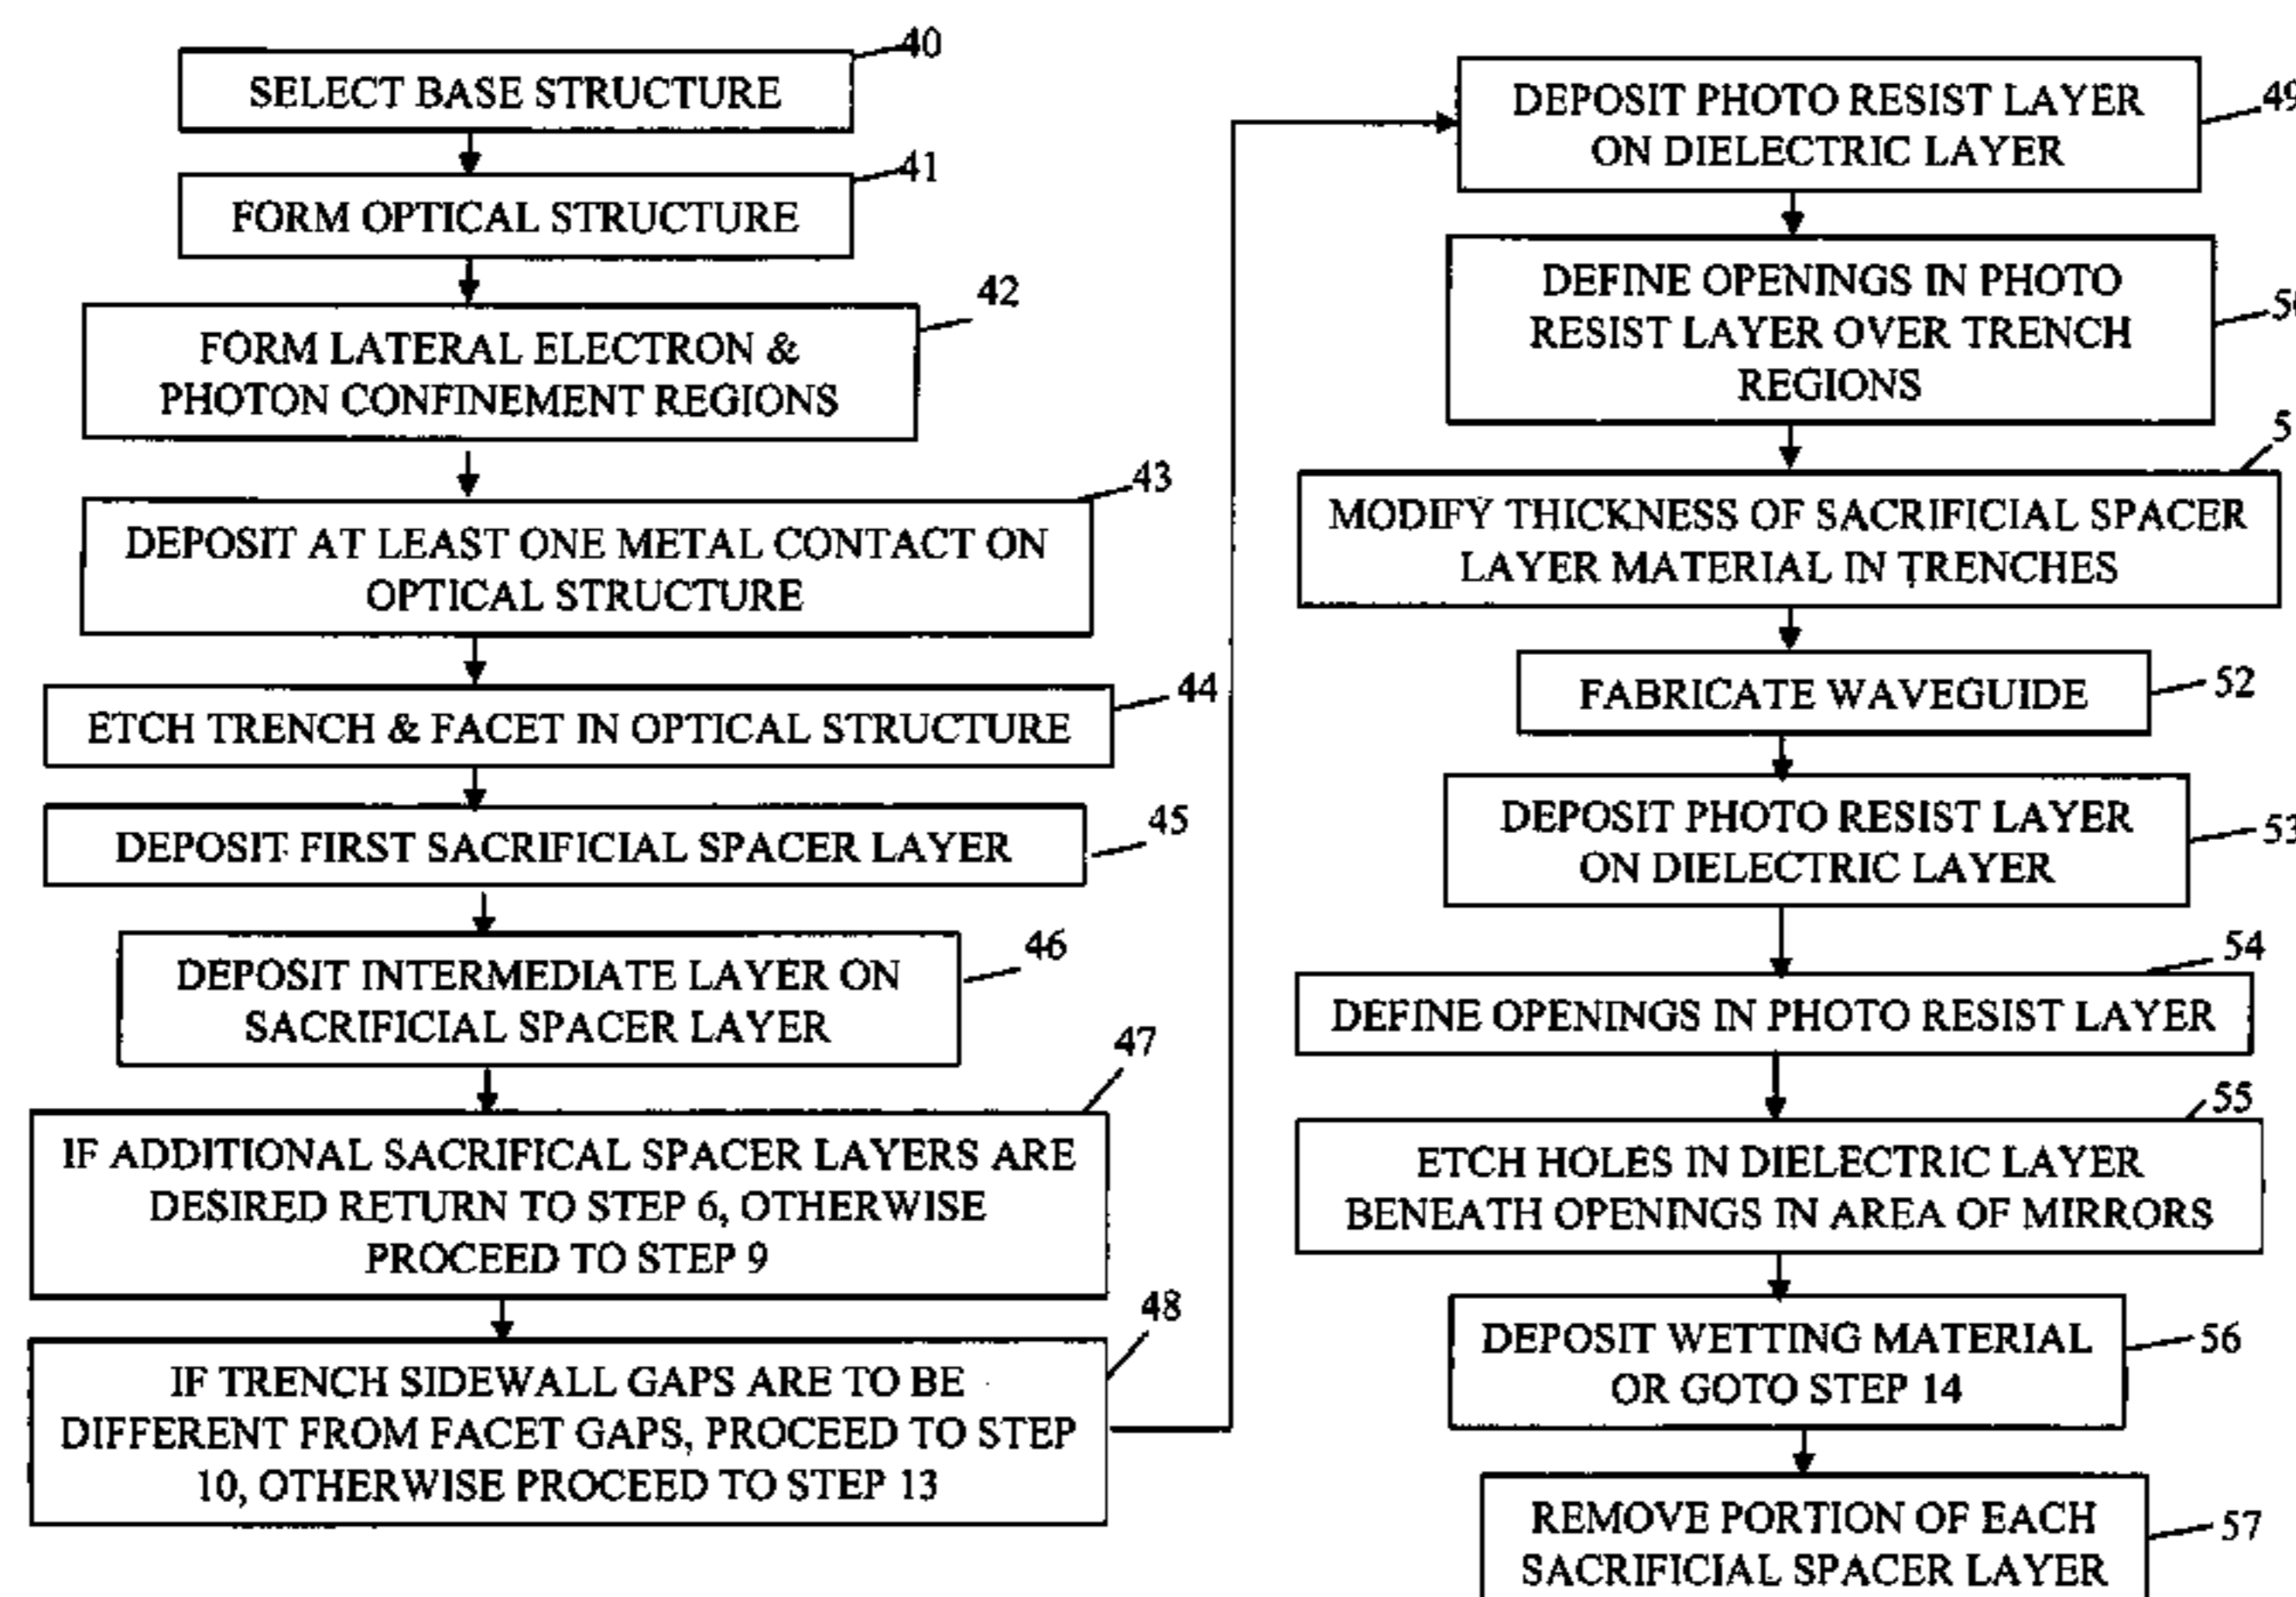 40
SELECT BASE STRUCTURE
41
FORM OPTICAL STRUCTURE
42
FORM LATERAL ELECTRON &
PHOTON CONFINEMENT REGIONS
43
DEPOSIT AT LEAST ONE METAL CONTACT ON
OPTICAL STRUCTURE
44
ETCH TRENCH & FACET IN OPTICAL STRUCTURE
45
DEPOSIT FIRST SACRIFICIAL SPACER LAYER
46
DEPOSIT INTERMEDIATE LAYER ON
SACRIFICIAL SPACER LAYER
47
IF ADDITIONAL SACRIFICAL SPACER LAYERS ARE
DESIRED RETURN TO STEP 6, OTHERWISE
PROCEED TO STEP 9
48
IF TRENCH SIDEWALL GAPS ARE TO BE
DIFFERENT FROM FACET GAPS, PROCEED TO STEP
10, OTHERWISE PROCEED TO STEP 13
49
DEPOSIT PHOTO RESIST LAYER
ON DIELECTRIC LAYER
DEFINE OPENINGS IN PHOTO
RESIST LAYER OVER TRENCH
REGIONS
MODIFY THICKNESS OF SACRIFICIAL SPACER
LAYER MATERIAL IN TRENCHES
52
FABRICATE WAVEGUIDE
53
DEPOSIT PHOTO RESIST LAYER
ON DIELECTRIC LAYER
54
DEFINE OPENINGS IN PHOTO RESIST LAYER
55
ETCH HOLES IN DIELECTRIC LAYER
BENEATH OPENINGS IN AREA OF MIRRORS
56
DEPOSIT WETTING MATERIAL
OR GOTO STEP 14
57
REMOVE PORTION OF EACH
SACRIFICIAL SPACER LAYER